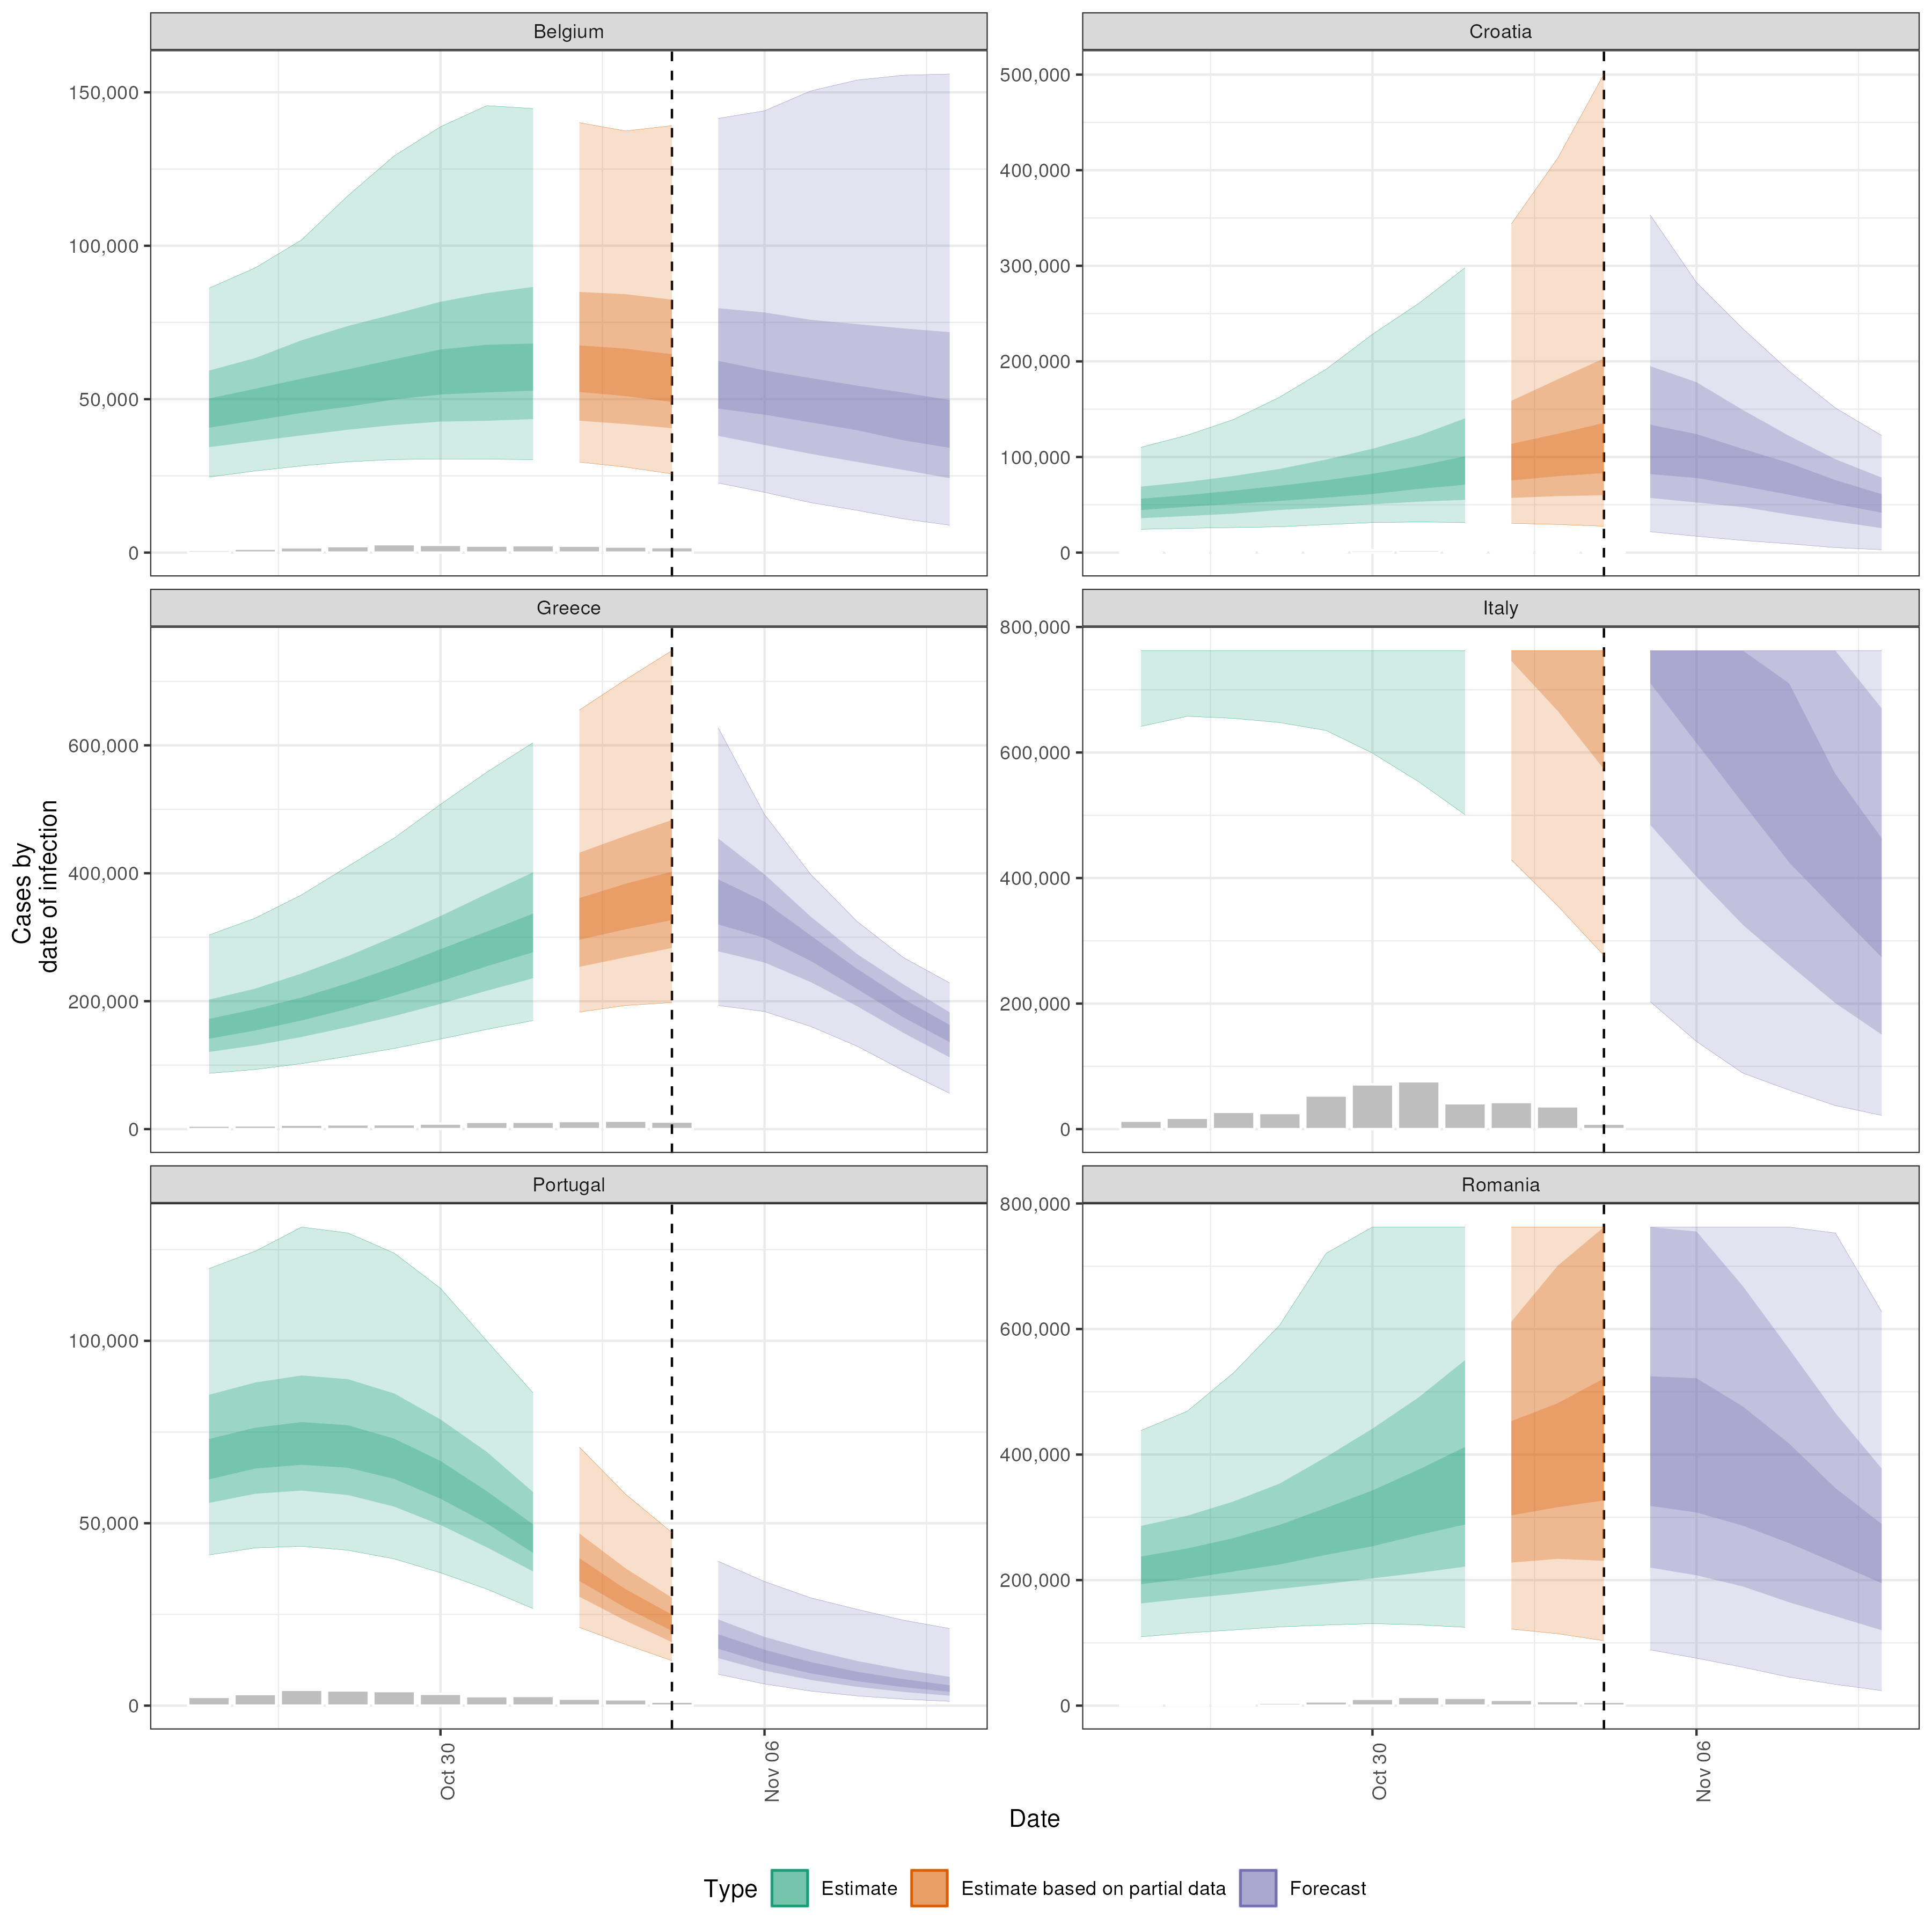 Belgium
Croatia
150,000
100,000
50,000
0
500,000
400,000
300,000
200,000
100,000
0
Greece
Italy
600,000
400,000
200,000
0
800,000
600,000
400,000
200,000
0
Cases by
date of infection
Portugal
Romania
100,000
50,000
0
800,000
600,000
400,000
200,000
0
Oct 30
Nov 06
Oct 30
Nov 06
Date
Type
Estimate
Estimate based on partial data
Forecast